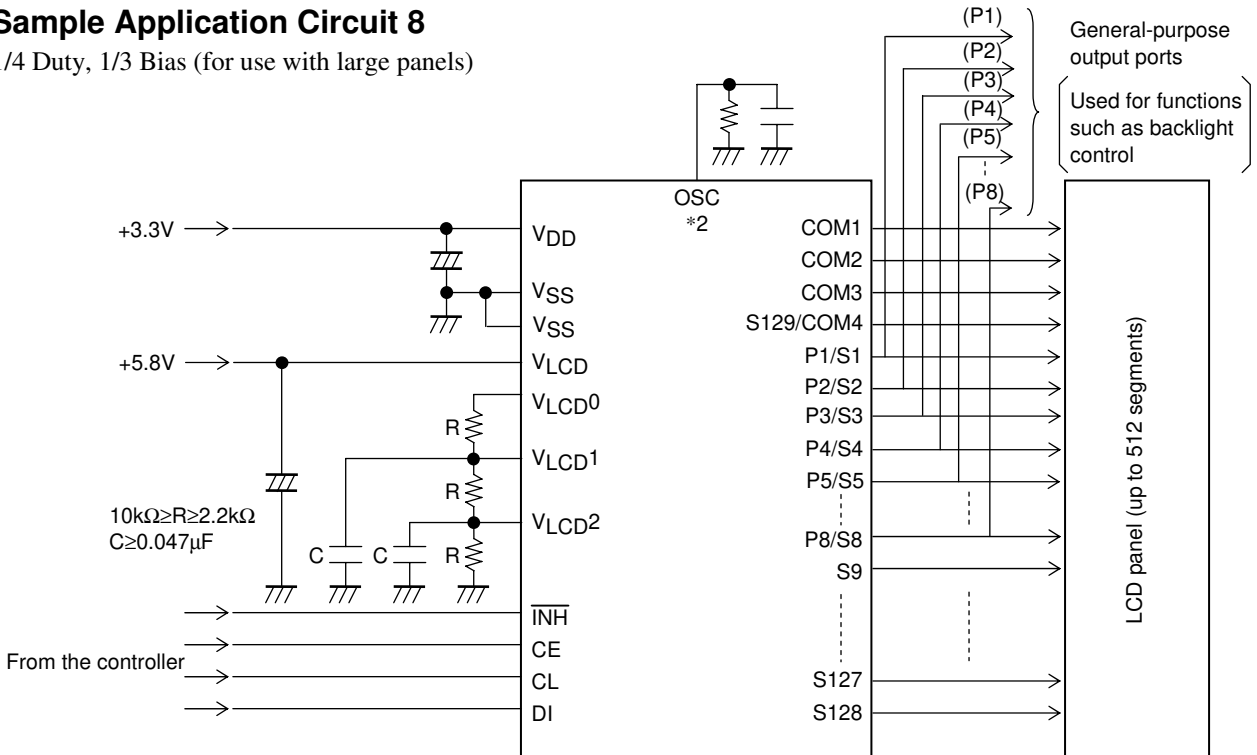 Sample Application Circuit 8
1/4 Duty, 1/3 Bias (for use with large panels)
(P1)
(P2)
(P3)
(P4)
(P5)
(P8)
General-purpose
output ports
Used for functions
such as backlight
control
OSC
*2
+3.3V
VDD
VSS
VSS
+5.8V
VLCD
VLCD0
R
VLCD1
R
VLCD2
R
10kΩ≥R≥2.2kΩ
C≥0.047μF
C
C
From the controller
INH
CE
CL
DI
COM1
COM2
COM3
S129/COM4
P1/S1
P2/S2
P3/S3
P4/S4
P5/S5
P8/S8
S9
S127
S128
LCD panel (up to 512 segments)